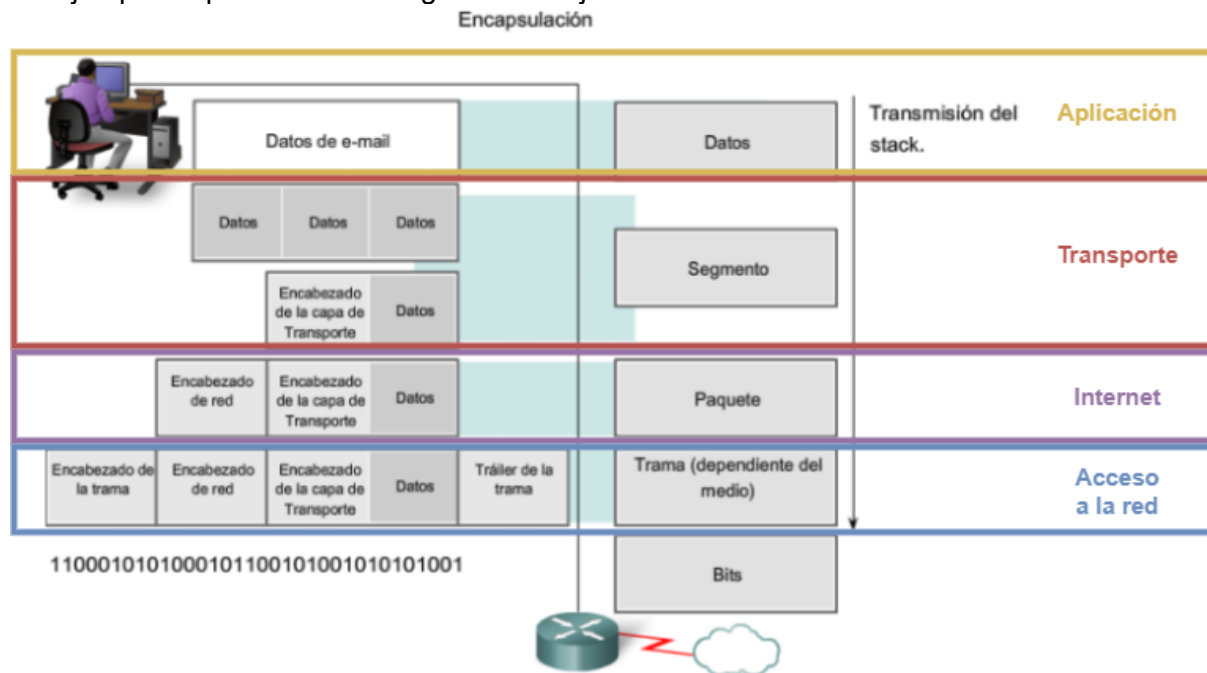 Encapsulación
Datos de e-mail
Datos
Transmisión del
stack.
Aplicación
Datos
Datos
Datos
Segmento
Transporte
Encabezado
de la capa de
Transporte
Datos
Encabezado
de red
Encabezado
de la capa de
Transporte
Datos
Paquete
Internet
Encabezado de
la trama
Encabezado
de red
Encabezado
de la capa de
Transporte
Datos
Tráiler de la
trama
Trama (dependiente del
medio)
Acceso
a la red
1100010101000101100101001010101001
Bits